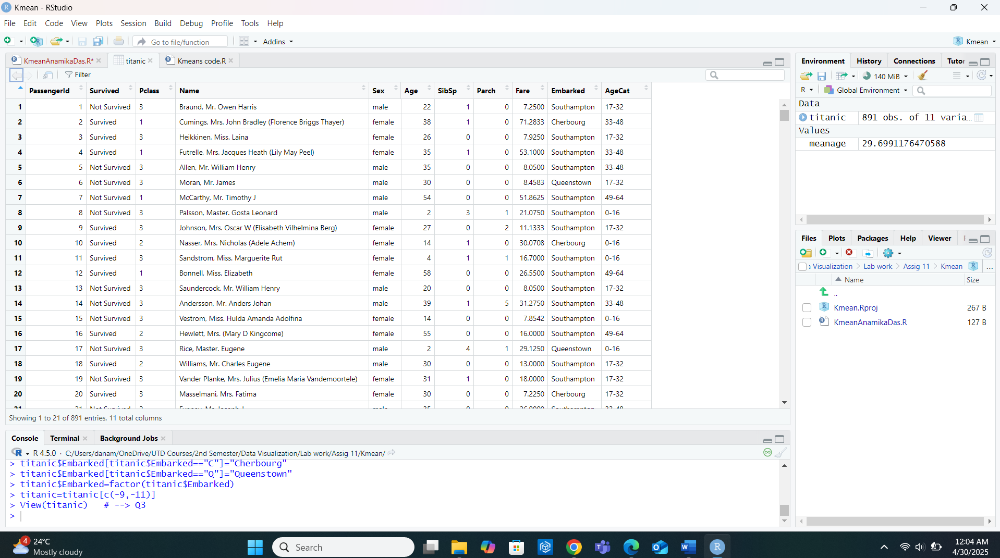 Kmean - RStudio
File Edit Code View Plots Session Build Debug Profile Tools Help
Go to file/function Addins Kmean
KmeanAnamikaDas.R* titanic Kmeans code.R
Filter
PassengerId Survived Pclass Name Sex Age SibSp Parch Fare Embarked AgeCat
1 1 Not Survived 3 Braund, Mr. Owen Harris male 22 1 0 7.2500 Southampton 17-32
2 2 Survived 1 Cumings, Mrs. John Bradley (Florence Briggs Thayer) female 38 1 0 71.2833 Cherbourg 33-48
3 3 Survived 3 Heikkinen, Miss. Laina female 26 0 0 7.9250 Southampton 17-32
4 4 Survived 1 Futrelle, Mrs. Jacques Heath (Lily May Peel) female 35 1 0 53.1000 Southampton 33-48
5 5 Not Survived 3 Allen, Mr. William Henry male 35 0 0 8.0500 Southampton 33-48
6 6 Not Survived 3 Moran, Mr. James male 30 0 0 8.4583 Queenstown 17-32
7 7 Not Survived 1 McCarthy, Mr. Timothy J male 54 0 0 51.8625 Southampton 49-64
8 8 Not Survived 3 Palsson, Master. Gosta Leonard male 2 3 1 21.0750 Southampton 0-16
9 9 Survived 3 Johnson, Mrs. Oscar W (Elisabeth Vilhelmina Berg) female 27 0 2 11.1333 Southampton 17-32
10 10 Survived 2 Nasser, Mrs. Nicholas (Adele Achem) female 14 1 0 30.0708 Cherbourg 0-16
11 11 Survived 3 Sandstrom, Miss. Marguerite Rut female 4 1 1 16.7000 Southampton 0-16
12 12 Survived 1 Bonnell, Miss. Elizabeth female 58 0 0 26.5500 Southampton 49-64
13 13 Not Survived 3 Saundercock, Mr. William Henry male 20 0 0 8.0500 Southampton 17-32
14 14 Not Survived 3 Andersson, Mr. Anders Johan male 39 1 5 31.2750 Southampton 33-48
15 15 Not Survived 3 Vestrom, Miss. Hulda Amanda Adolfina female 14 0 0 7.8542 Southampton 0-16
16 16 Survived 2 Hewlett, Mrs. (Mary D Kingcome) female 55 0 0 16.0000 Southampton 49-64
17 17 Not Survived 3 Rice, Master. Eugene male 2 4 1 29.1250 Queenstown 0-16
18 18 Survived 2 Williams, Mr. Charles Eugene male 30 0 0 13.0000 Southampton 17-32
19 19 Not Survived 3 Vander Planke, Mrs. Julius (Emelia Maria Vandemoortele) female 31 1 0 18.0000 Southampton 17-32
20 20 Survived 3 Masselmani, Mrs. Fatima female 30 0 0 7.2250 Cherbourg 17-32
Showing 1 to 21 of 891 entries, 11 total columns
Console Terminal Background Jobs
R 4.5.0 · C:/Users/danam/OneDrive/UTD Courses/2nd Semester/Data Visualization/Lab work/Assig 11/Kmean/
> titanic$Embarked[titanic$Embarked=="C"]="Cherbourg"
> titanic$Embarked[titanic$Embarked=="Q"]="Queenstown"
> titanic$Embarked=factor(titanic$Embarked)
> titanic=titanic[c(-9,-11)]
> View(titanic) # --> Q3
>
Environment History Connections Tutor
140 MiB
R Global Environment
Data
titanic 891 obs. of 11 varia…
Values
meanage 29.6991176470588
Files Plots Packages Help Viewer
Visualization Lab work Assig 11 Kmean ...
Name Size
..
Kmean.Rproj 267 B
KmeanAnamikaDas.R 127 B
4 24°C
Mostly cloudy
Search
12:04 AM
4/30/2025